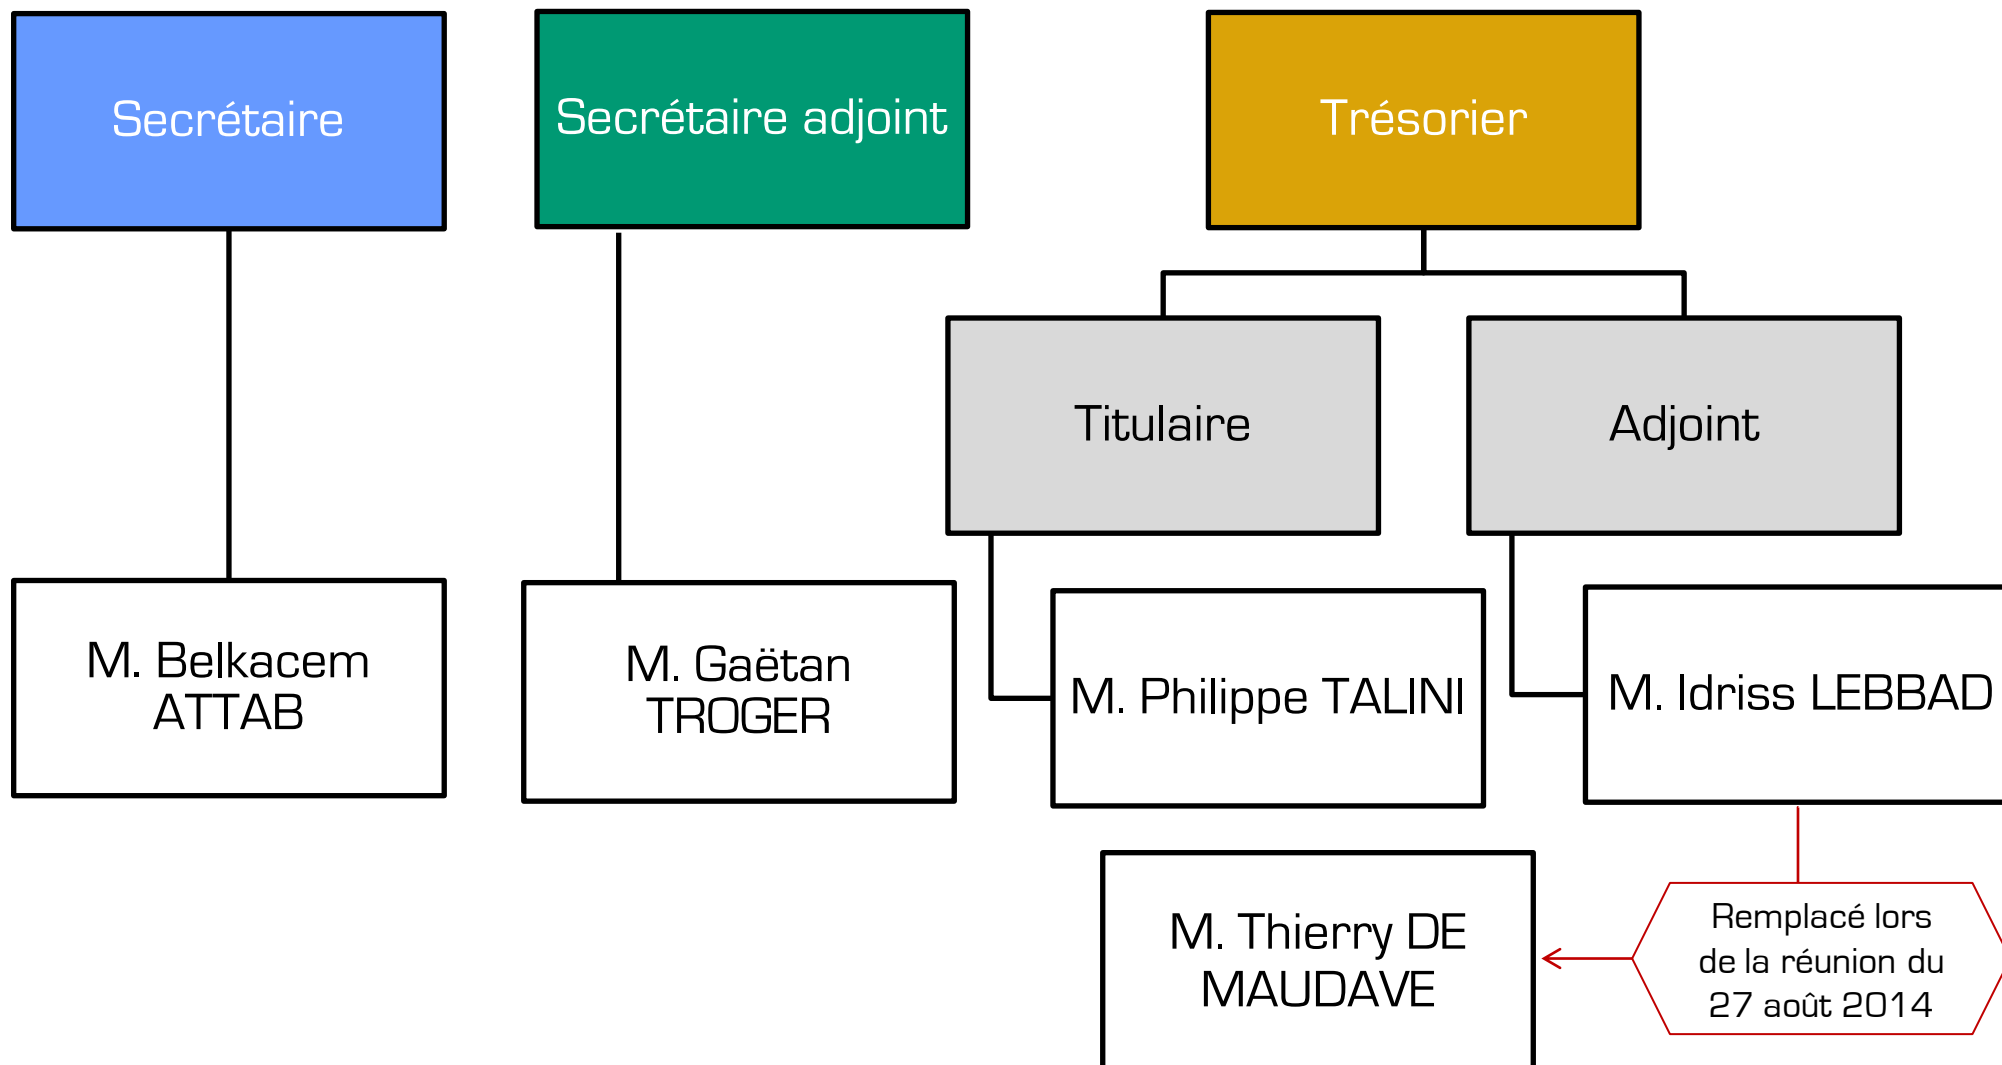 Secrétaire
Secrétaire adjoint
Trésorier
Titulaire
Adjoint
M. Belkacem
ATTAB
M. Gaëtan
TROGER
M. Philippe TALINI
M. Idriss LEBBAD
M. Thierry DE
MAUDAVE
Remplacé lors
de la réunion du
27 août 2014